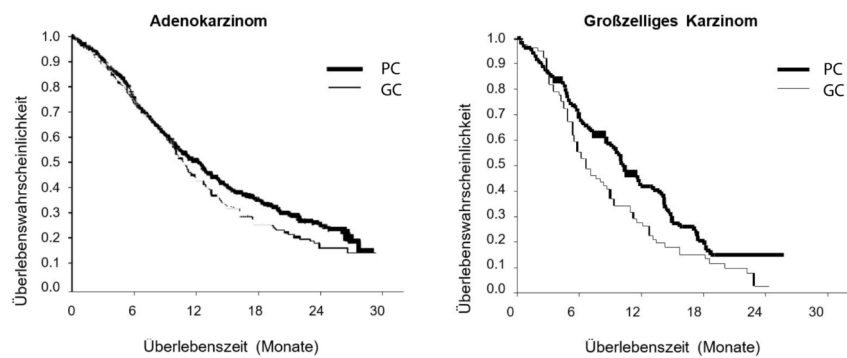 Adenokarzinom
1.0
0.9
0.8
0.7
0.6
0.5
0.4
0.3
0.2
0.1
0.0
Überlebenswahrscheinlichkeit
PC
GC
0 6 12 18 24 30
Überlebenszeit (Monate)
Großzelliges Karzinom
1.0
0.9
0.8
0.7
0.6
0.5
0.4
0.3
0.2
0.1
0.0
Überlebenswahrscheinlichkeit
PC
GC
0 6 12 18 24 30
Überlebenszeit (Monate)